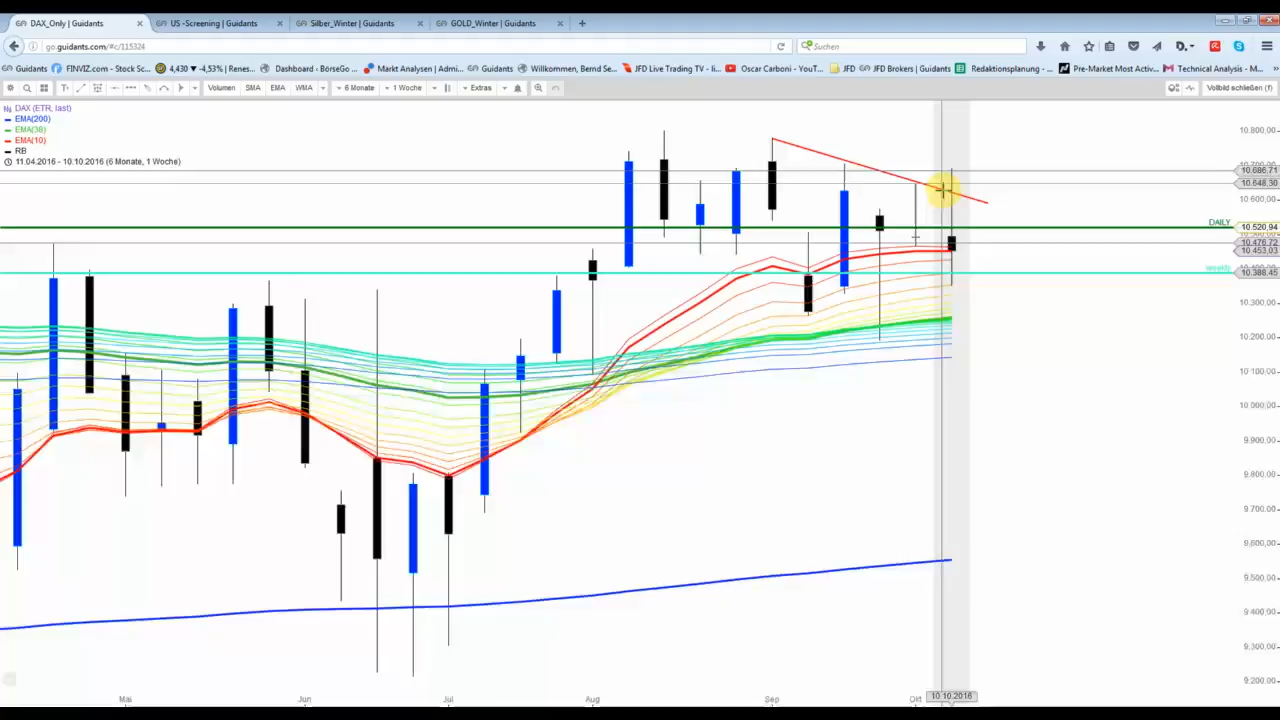 DAX_Only | Guidants
US -Screening | Guidants
Silber_Winter | Guidants
GOLD_Winter | Guidants
go.guidants.com/#c/115324
Suchen
Guidants
FINVIZ.com - Stock Sc...
4,430 ▾ -4,53% | Renes...
Dashboard - BörseGo ...
Markt Analysen | Admi...
Guidants
Willkommen, Bernd Se...
JFD Live Trading TV - li...
Oscar Carboni - YouT...
JFD
JFD Brokers | Guidants
Redaktionsplanung - ...
Pre-Market Most Activ...
Technical Analysis - M...
Volumen
SMA
EMA
WMA
6 Monate
1 Woche
Extras
Vollbild schließen (f)
DAX (ETR, last)
EMA(200)
EMA(38)
EMA(10)
RB
11.04.2016 - 10.10.2016 (6 Monate, 1 Woche)
10.800,00
10.686,71
10.648,30
10.600,00
DAILY
10.520,94
10.476,72
10.453,03
weekly
10.388,45
10.300,00
10.200,00
10.100,00
10.000,00
9.900,00
9.800,00
9.700,00
9.600,00
9.500,00
9.400,00
9.300,00
9.200,00
Mai
Jun
Jul
Aug
Sep
Okt
10.10.2016